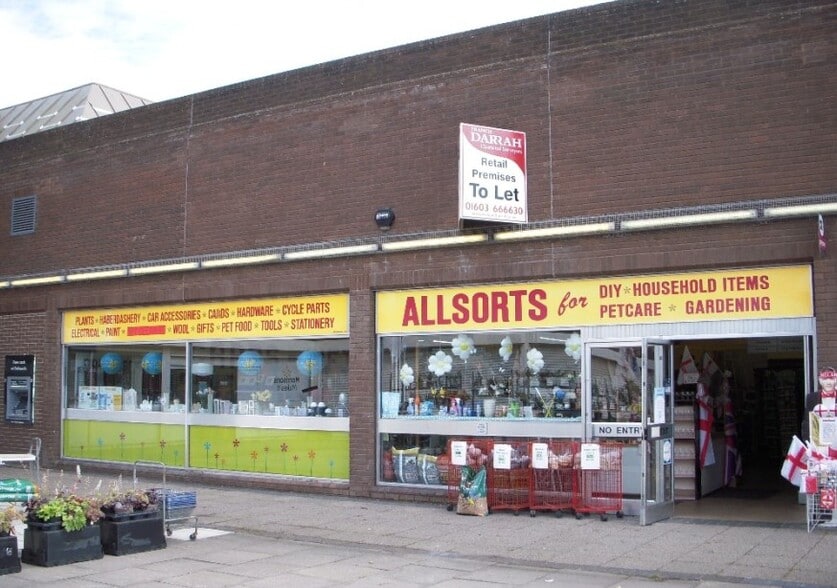 DARRAH
Retail
Premises
To Let
01603 666630
PLANTS * HABERDASHERY * CAR ACCESSORIES * CARDS * HARDWARE * CYCLE PARTS
ELECTRICAL * PAINT * * WOOL * GIFTS * PET FOOD * TOOLS * STATIONERY
ALLSORTS for
DIY * HOUSEHOLD ITEMS
PETCARE * GARDENING
NO ENTRY